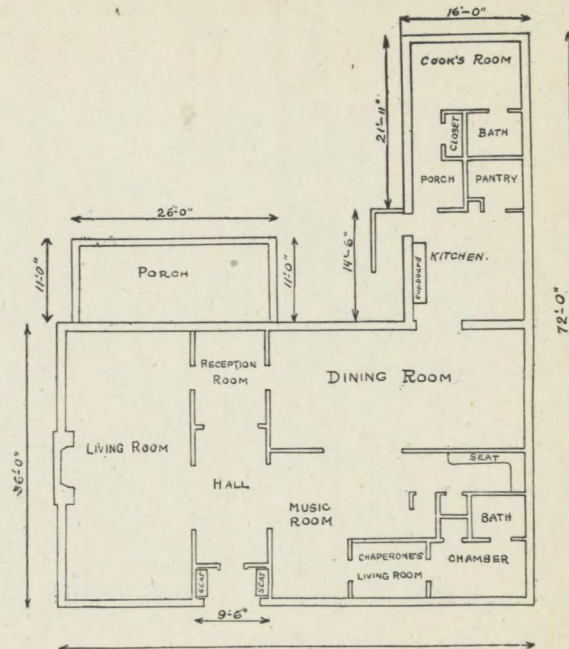 16'-0"
COOK'S ROOM
21'-11"
CLOSET
BATH
PORCH
PANTRY
26'-0"
14'-6"
KITCHEN.
11'-0"
PORCH
11'-0"
Cupboard
72'-0"
RECEPTION
ROOM
DINING ROOM
LIVING ROOM
SEAT
36'-0"
HALL
MUSIC
ROOM
BATH
CHAPERONE'S
LIVING ROOM
CHAMBER
SEAT
SEAT
9'-6"